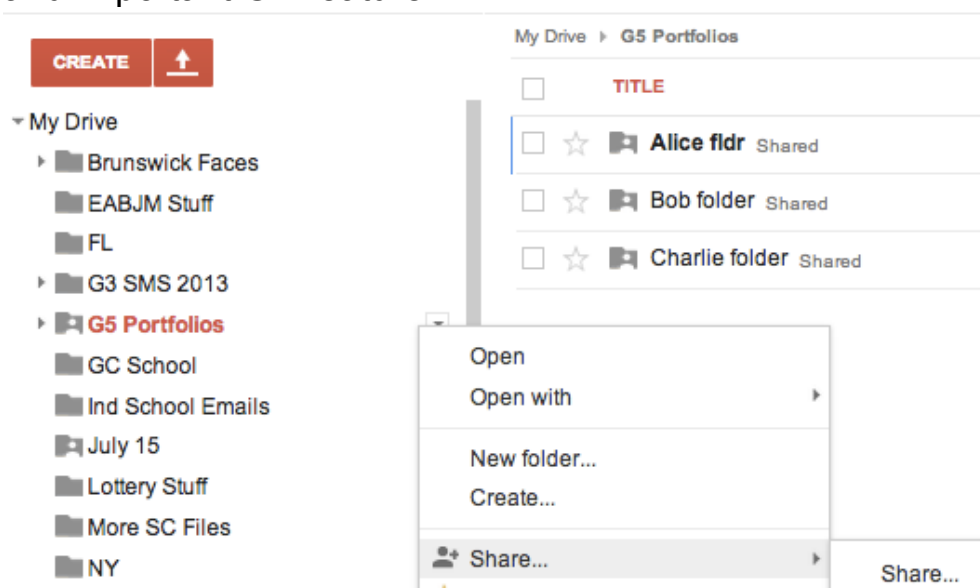 CREATE
My Drive
Brunswick Faces
EABJM Stuff
FL
G3 SMS 2013
G5 Portfolios
GC School
Ind School Emails
July 15
Lottery Stuff
More SC Files
NY
My Drive G5 Portfolios
TITLE
Alice fldr Shared
Bob folder Shared
Charlie folder Shared
Open
Open with
New folder...
Create...
Share...
Share...